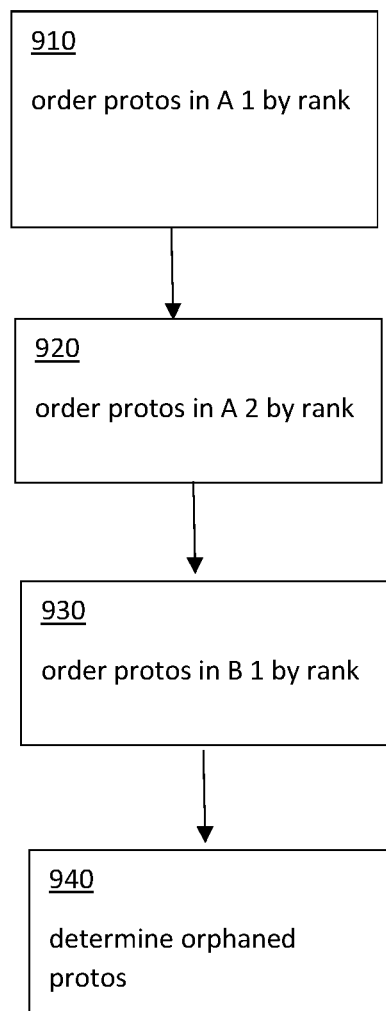 910
order protos in A 1 by rank
920
order protos in A 2 by rank
930
order protos in B 1 by rank
940
determine orphaned
protos